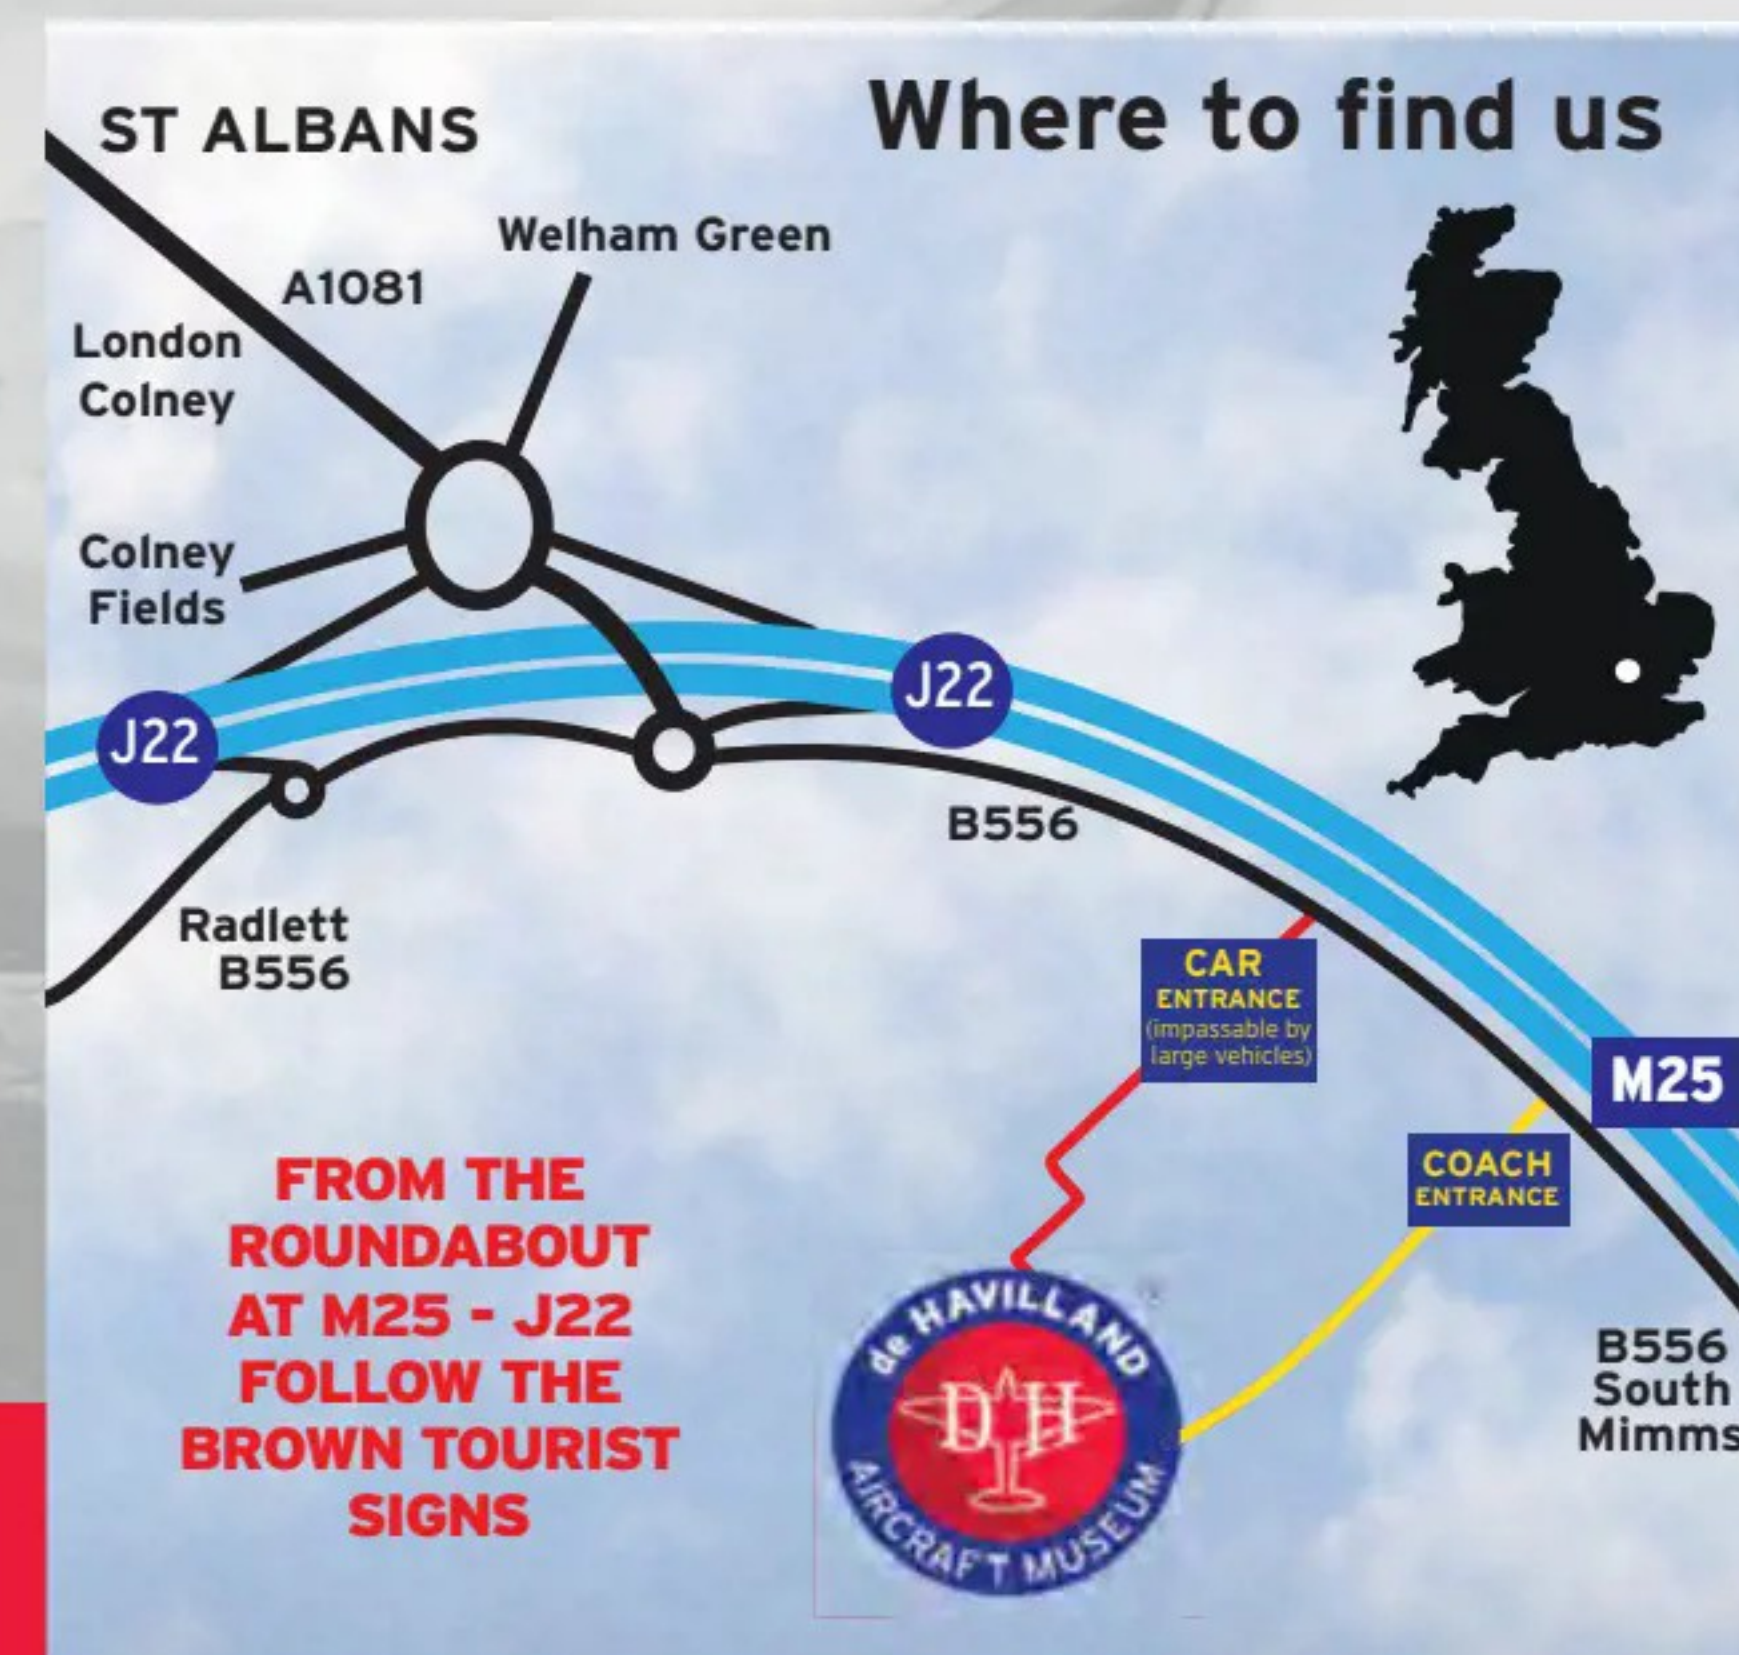 Where to find us
ST ALBANS
Welham Green
A1081
London
Colney
Colney
Fields
J22
J22
B556
Radlett
B556
CAR
ENTRANCE
(impassable by
large vehicles)
M25
COACH
ENTRANCE
FROM THE
ROUNDABOUT
AT M25 - J22
FOLLOW THE
BROWN TOURIST
SIGNS
de HAVILLAND
DH
AIRCRAFT MUSEUM
B556
South
Mimms